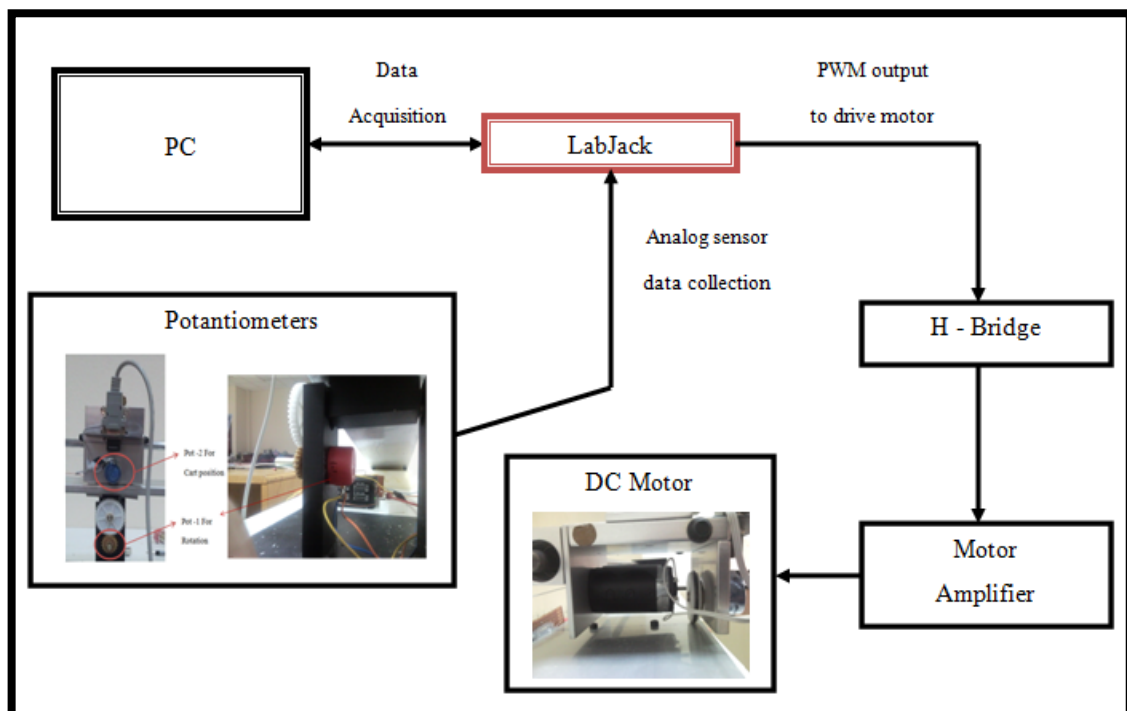 Data
Acquisition
PWM output
to drive motor
PC
LabJack
Analog sensor
data collection
Potantiometers
Pot -2 For
Cart position
Pot -1 For
Rotation
H - Bridge
DC Motor
Motor
Amplifier